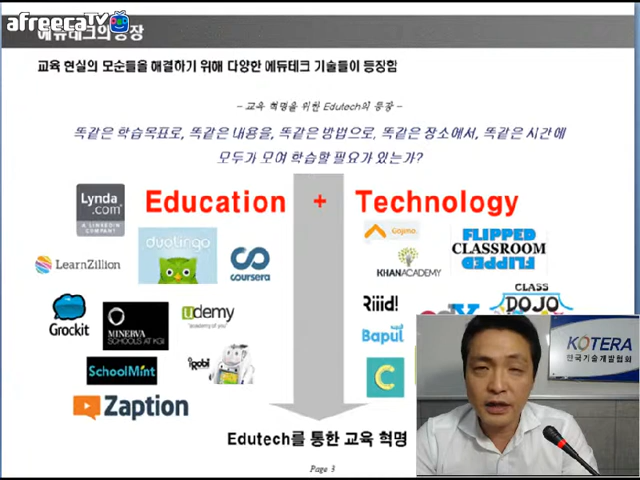 afreecaTV
에듀테크의 등장
교육 현실의 모순들을 해결하기 위해 다양한 에듀테크 기술들이 등장함
– 교육 혁명을 위한 Edutech의 등장 –
똑같은 학습목표로, 똑같은 내용을, 똑같은 방법으로, 똑같은 장소에서, 똑같은 시간에
모두가 모여 학습할 필요가 있는가?
Education + Technology
Lynda
.com
A LINKEDIN
COMPANY
duolingo
LearnZillion
coursera
Grockit
MINERVA
SCHOOLS AT KGI
udemy
"academy of you"
SchoolMint
Zaption
Gojimo.
KHANACADEMY
FLIPPED
CLASSROOM
FLIPPED
Riiid!
CLASS
DOJO
Bapul
C
KOTERA
한국기술개발협회
Edutech를 통한 교육 혁명
Page 3